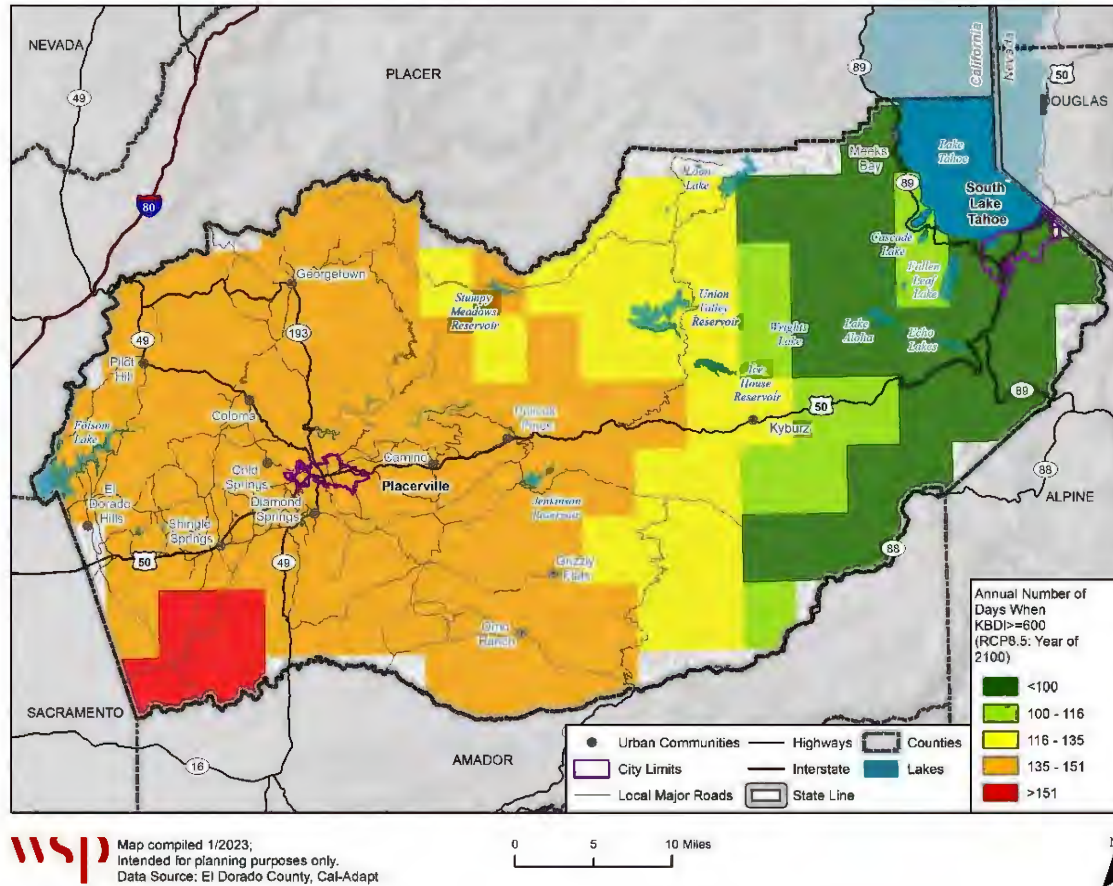 NEVADA
49
PLACER
89
California
Nevada
50
DOUGLAS
Meeks
Bay
Lake
Tahoe
Loon
Lake
89
South
Lake
Tahoe
80
Cascade
Lake
Fallen
Leaf
Lake
Georgetown
Stumpy
Meadows
Reservoir
Union
Valley
Reservoir
49
193
Wrights
Lake
Lake
Aloha
Echo
Lakes
Pilot
Hill
Ice
House
Reservoir
89
Coloma
50
Folsom
Lake
Pollock
Pines
Kyburz
Camino
Cold
Springs
Placerville
88
El
Dorado
Hills
Diamond
Springs
Jenkinson
Reservoir
ALPINE
Shingle
Springs
50
49
88
Grizzly
Flats
Omo
Ranch
SACRAMENTO
AMADOR
16
Annual Number of
Days When
KBDI>=600
(RCP8.5: Year of
2100)
<100
100 - 116
116 - 135
135 - 151
>151
Urban Communities
Highways
Counties
City Limits
Interstate
Lakes
Local Major Roads
State Line
wsp
Map compiled 1/2023;
Intended for planning purposes only.
Data Source: El Dorado County, Cal-Adapt
0 5 10 Miles